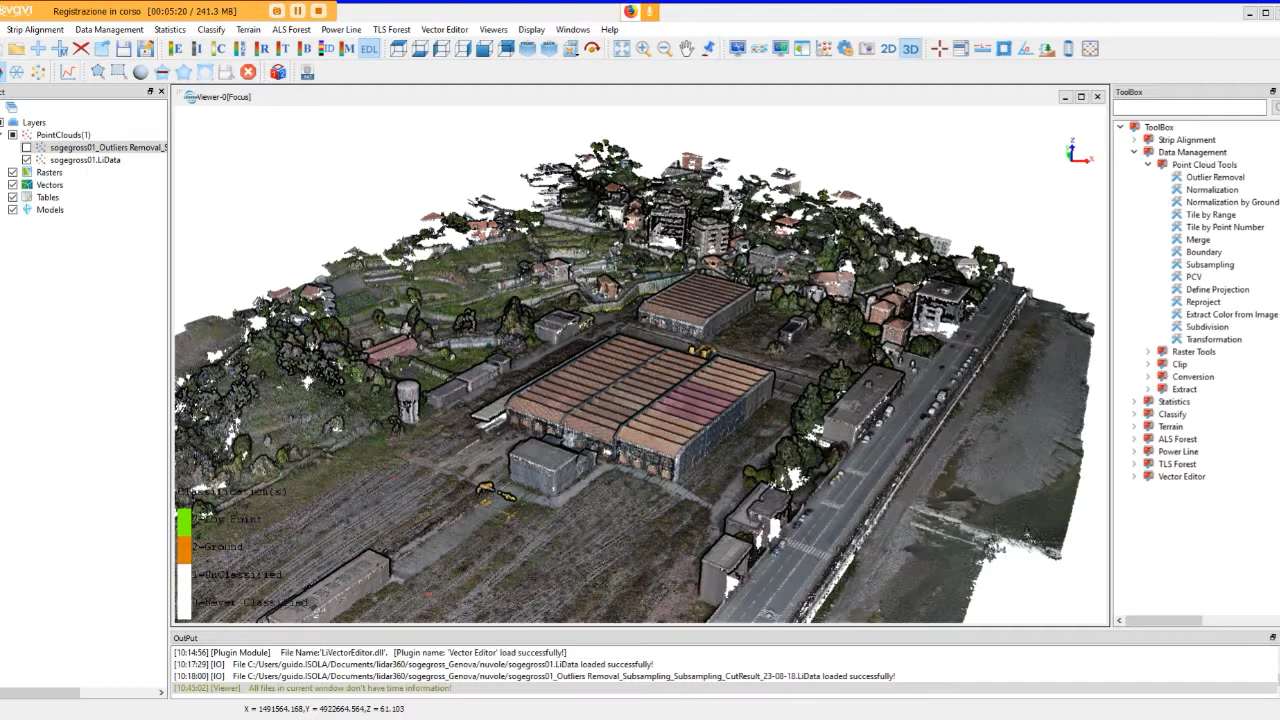 Registrazione in corso [00:05:20 / 241.3 MB]
Strip Alignment Data Management Statistics Classify Terrain ALS Forest Power Line TLS Forest Vector Editor Viewers Display Windows Help
E I C R T B ID M EDL 2D 3D
Viewer-0[Focus]
Layers
PointClouds(1)
sogegross01_Outliers Removal_S
sogegross01.LiData
Rasters
Vectors
Tables
Models
Z
2-Ground
ToolBox
ToolBox
Strip Alignment
Data Management
Point Cloud Tools
Outlier Removal
Normalization
Normalization by Ground
Tile by Range
Tile by Point Number
Merge
Boundary
Subsampling
PCV
Define Projection
Reproject
Extract Color from Image
Subdivision
Transformation
Raster Tools
Clip
Conversion
Extract
Statistics
Classify
Terrain
ALS Forest
Power Line
TLS Forest
Vector Editor
OutPut
[10:14:56] [Plugin Module] File Name:'LiVectorEditor.dll'. [Plugin name: 'Vector Editor' load successfully!]
[10:17:29] [IO] File C:/Users/guido.ISOLA/Documents/lidar360/sogegross_Genova/nuvole/sogegross01.LiData loaded successfully!
[10:18:00] [IO] File C:/Users/guido.ISOLA/Documents/lidar360/sogegross_Genova/nuvole/sogegross01_Outliers Removal_Subsampling_Subsampling_CutResult_23-08-18.LiData loaded successfully!
[10:45:02] [Viewer] All files in current window don't have time information!
X = 1491564.168,Y = 4922664.564,Z = 61.103